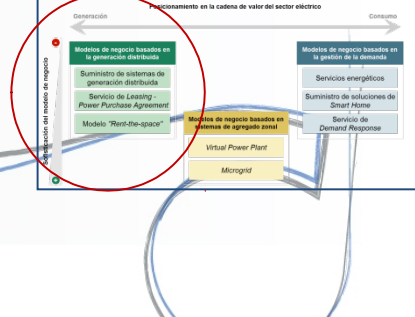 Posicionamiento en la cadena de valor del sector eléctrico
Generación
Consumo
Sofisticación del modelo de negocio
Modelos de negocio basados en
la generación distribuida
Suministro de sistemas de
generación distribuida
Servicio de Leasing -
Power Purchase Agreement
Modelo "Rent-the-space"
Modelos de negocio basados en
sistemas de agregado zonal
Virtual Power Plant
Microgrid
Modelos de negocio basados en
la gestión de la demanda
Servicios energéticos
Suministro de soluciones de
Smart Home
Servicio de
Demand Response